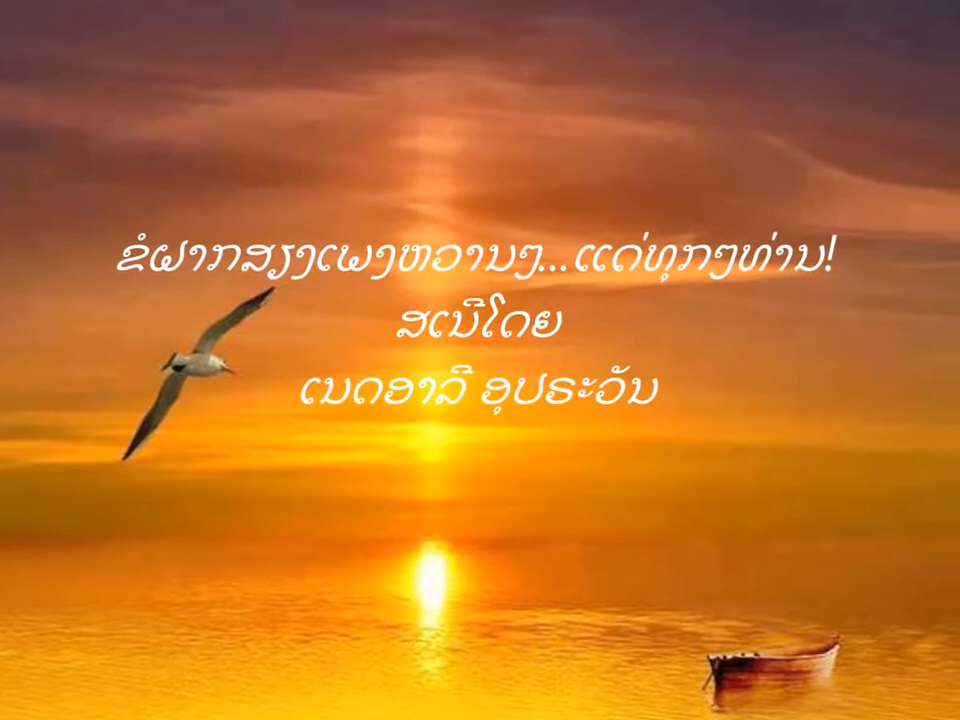 ຂໍຝາກສຽງເພງຫວານໆ...ແດ່ທຸກໆທ່ານ!
ສເນີໂດຍ
ເນດອາລີ ອຸປຣະວັນ